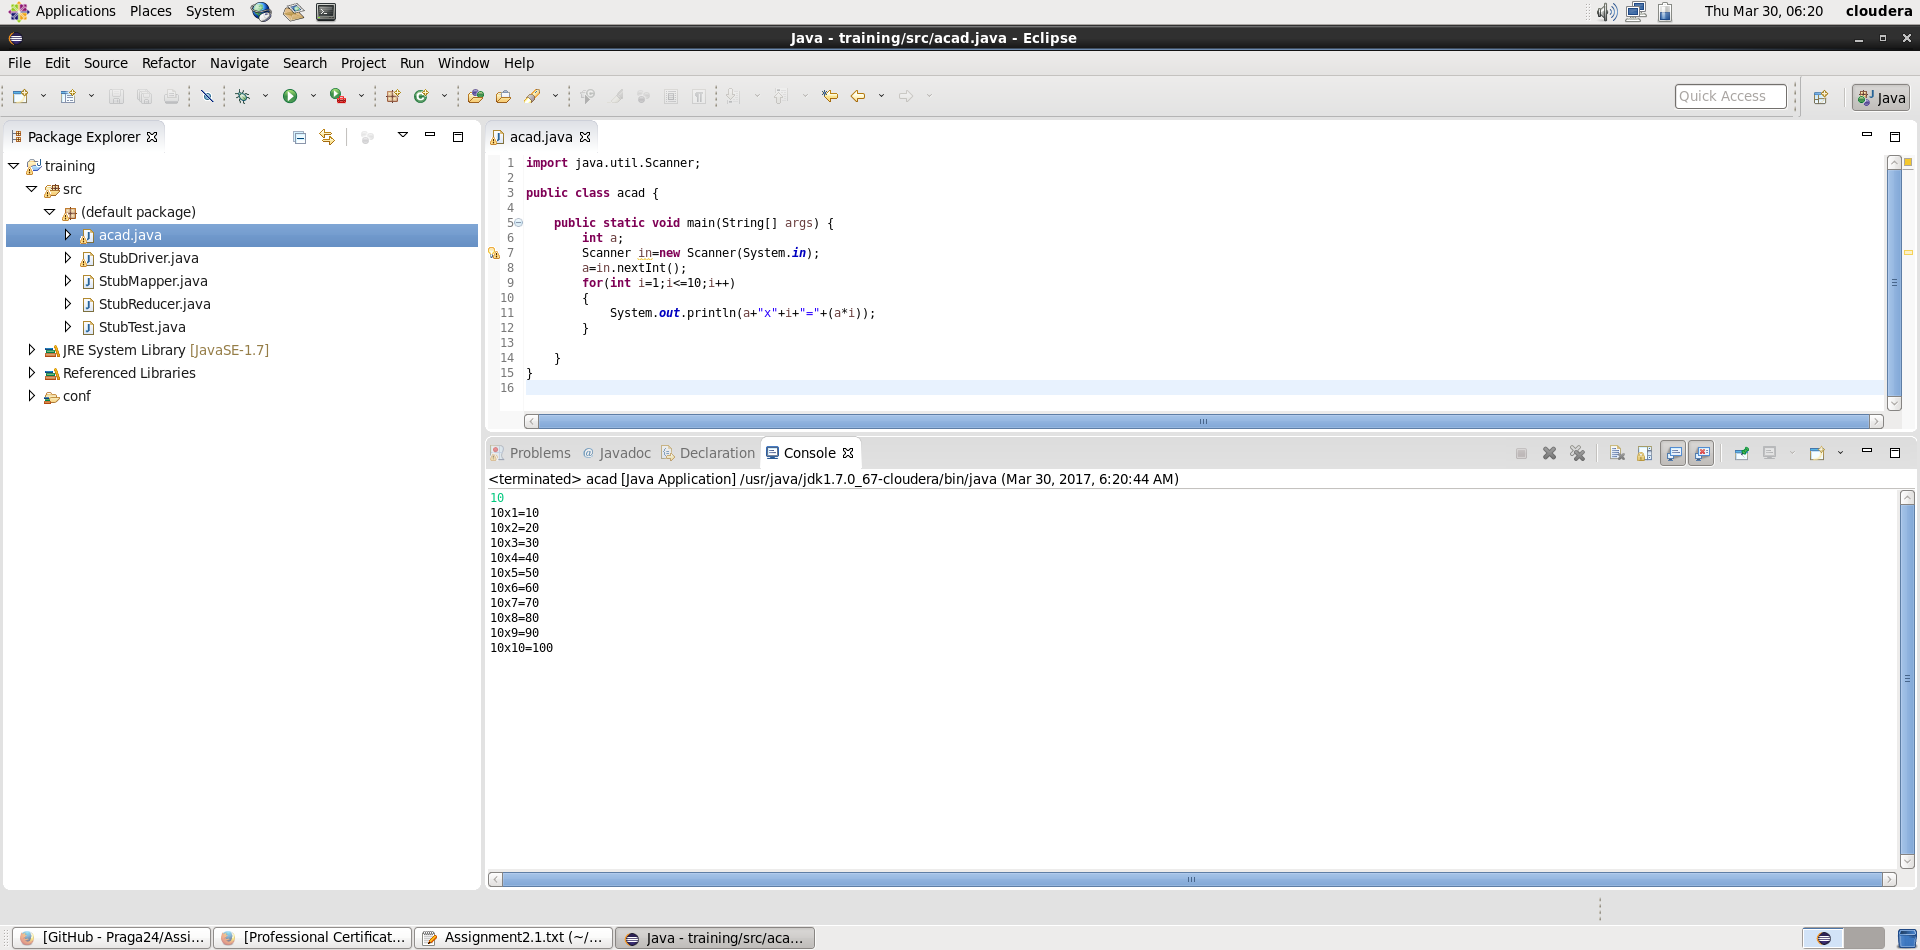 Applications Places System Thu Mar 30, 06:20 cloudera
Java - training/src/acad.java - Eclipse
File Edit Source Refactor Navigate Search Project Run Window Help
Quick Access Java
Package Explorer
training
src
(default package)
acad.java
StubDriver.java
StubMapper.java
StubReducer.java
StubTest.java
JRE System Library [JavaSE-1.7]
Referenced Libraries
conf
acad.java
1 import java.util.Scanner;
2
3 public class acad {
4
5 public static void main(String[] args) {
6 int a;
7 Scanner in=new Scanner(System.in);
8 a=in.nextInt();
9 for(int i=1;i<=10;i++)
10 {
11 System.out.println(a+"x"+i+"="+(a*i));
12 }
13
14 }
15 }
16
Problems @ Javadoc Declaration Console
<terminated> acad [Java Application] /usr/java/jdk1.7.0_67-cloudera/bin/java (Mar 30, 2017, 6:20:44 AM)
10
10x1=10
10x2=20
10x3=30
10x4=40
10x5=50
10x6=60
10x7=70
10x8=80
10x9=90
10x10=100
[GitHub - Praga24/Assi... [Professional Certificat... Assignment2.1.txt (~/... Java - training/src/aca...